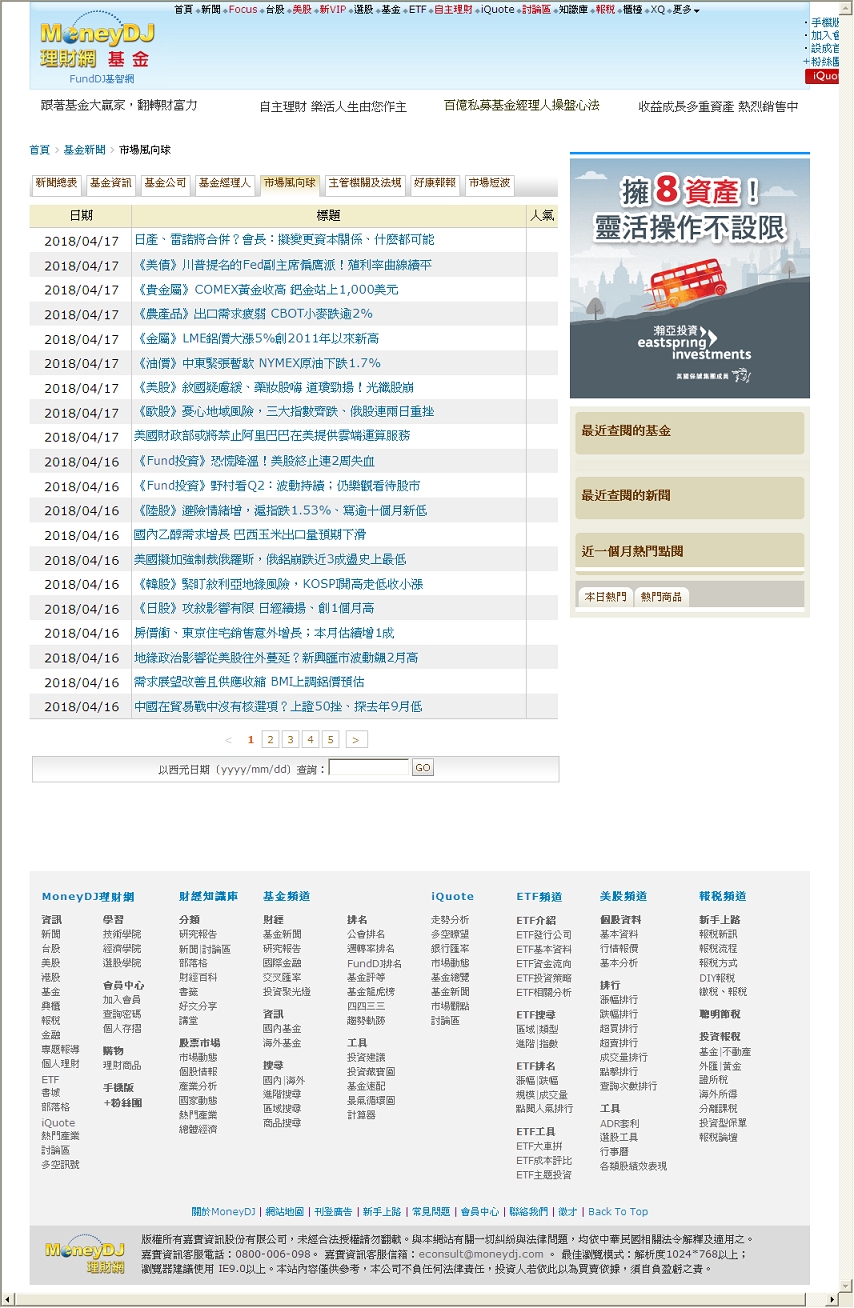 首頁 新聞 Focus 台股 美股 新VIP 選股 基金 ETF 自主理財 iQuote 討論區 知識庫 報稅 櫃檯 XQ 更多
MoneyDJ
理財網 基金
FundDJ基智網
‧手機版
‧加入會
‧設成首
+粉絲團
iQuo
跟著基金大贏家，翻轉財富力
自主理財 樂活人生由您作主
百億私募基金經理人操盤心法
收益成長多重資產 熱烈銷售中
首頁 > 基金新聞 > 市場風向球
新聞總表 基金資訊 基金公司 基金經理人 市場風向球 主管機關及法規 好康報報 市場短波
日期 標題 人氣
2018/04/17 日產、雷諾將合併？會長：擬變更資本關係、什麼都可能
2018/04/17 《美債》川普提名的Fed副主席偏鷹派！殖利率曲線續平
2018/04/17 《貴金屬》COMEX黃金收高 鈀金站上1,000美元
2018/04/17 《農產品》出口需求疲弱 CBOT小麥跌逾2%
2018/04/17 《金屬》LME鋁價大漲5%創2011年以來新高
2018/04/17 《油價》中東緊張暫歇 NYMEX原油下跌1.7%
2018/04/17 《美股》敘國疑慮緩、藥妝股嗨 道瓊勁揚！光纖股崩
2018/04/17 《歐股》憂心地域風險，三大指數齊跌、俄股連兩日重挫
2018/04/17 美國財政部或將禁止阿里巴巴在美提供雲端運算服務
2018/04/16 《Fund投資》恐慌降溫！美股終止連2周失血
2018/04/16 《Fund投資》野村看Q2：波動持續；仍樂觀看待股市
2018/04/16 《陸股》避險情緒增，滬指跌1.53%、寫逾十個月新低
2018/04/16 國內乙醇需求增長 巴西玉米出口量預期下滑
2018/04/16 美國擬加強制裁俄羅斯，俄鋁崩跌近3成盪史上最低
2018/04/16 《韓股》緊盯敘利亞地緣風險，KOSPI開高走低收小漲
2018/04/16 《日股》攻敘影響有限 日經續揚、創1個月高
2018/04/16 房價衝、東京住宅銷售意外增長；本月估續增1成
2018/04/16 地緣政治影響從美股往外蔓延？新興匯市波動飆2月高
2018/04/16 需求展望改善且供應收縮 BMI上調鋁價預估
2018/04/16 中國在貿易戰中沒有核選項？上證50挫、探去年9月低
< 1 2 3 4 5 >
以西元日期（yyyy/mm/dd）查詢： GO
擁8資產！
靈活操作不設限
瀚亞投資
eastspring
investments
英國保誠集團成員
最近查閱的基金
最近查閱的新聞
近一個月熱門點閱
本日熱門 熱門商品
MoneyDJ理財網
資訊
新聞
台股
美股
港股
基金
典櫃
報稅
金融
專題報導
個人理財
ETF
書城
部落格
iQuote
熱門產業
討論區
多空訊號
學習
技術學院
經濟學院
選股學院
會員中心
加入會員
查詢密碼
個人存摺
購物
理財商品
手機版
+粉絲團
財經知識庫
分類
研究報告
新聞|討論區
部落格
財經百科
書籤
好文分享
講堂
股票市場
市場動態
個股情報
產業分析
國家動態
熱門產業
總體經濟
基金頻道
財經
基金新聞
研究報告
國際金融
交叉匯率
投資聚光燈
資訊
國內基金
海外基金
搜尋
國內|海外
進階搜尋
區域搜尋
商品搜尋
排名
公會排名
週轉率排名
FundDJ排名
基金評等
基金龍虎榜
四四三三
趨勢軌跡
工具
投資建議
投資藏寶圖
基金速配
景氣循環圖
計算器
iQuote
走勢分析
多空瞭望
銀行匯率
市場動態
基金總覽
基金新聞
市場觀點
討論區
ETF頻道
ETF介紹
ETF發行公司
ETF基本資料
ETF資金流向
ETF投資策略
ETF相關分析
ETF搜尋
區域|類型
進階|指數
ETF排名
漲幅|跌幅
規模|成交量
點閱人氣排行
ETF工具
ETF大車拼
ETF成本評比
ETF主題投資
美股頻道
個股資料
基本資料
行情報價
基本分析
排行
漲幅排行
跌幅排行
超買排行
超賣排行
成交量排行
點擊排行
查詢次數排行
工具
ADR套利
選股工具
行事曆
各類股績效表現
報稅頻道
新手上路
報稅新訊
報稅流程
報稅方式
DIY報稅
繳稅、報稅
聰明節稅
投資報稅
基金|不動產
外匯|黃金
證所稅
海外所得
分離課稅
投資型保單
報稅論壇
關於MoneyDJ | 網站地圖 | 刊登廣告 | 新手上路 | 常見問題 | 會員中心 | 聯絡我們 | 徵才 | Back To Top
MoneyDJ
理財網
版權所有嘉實資訊股份有限公司，未經合法授權請勿翻載。與本網站有關一切糾紛與法律問題，均依中華民國相關法令解釋及適用之。
嘉實資訊客服電話：0800-006-098。 嘉實資訊客服信箱：econsult@moneydj.com 。 最佳瀏覽模式：解析度1024*768以上；
瀏覽器建議使用 IE9.0以上。本站內容僅供參考，本公司不負任何法律責任，投資人若依此以為買賣依據，須自負盈虧之責。